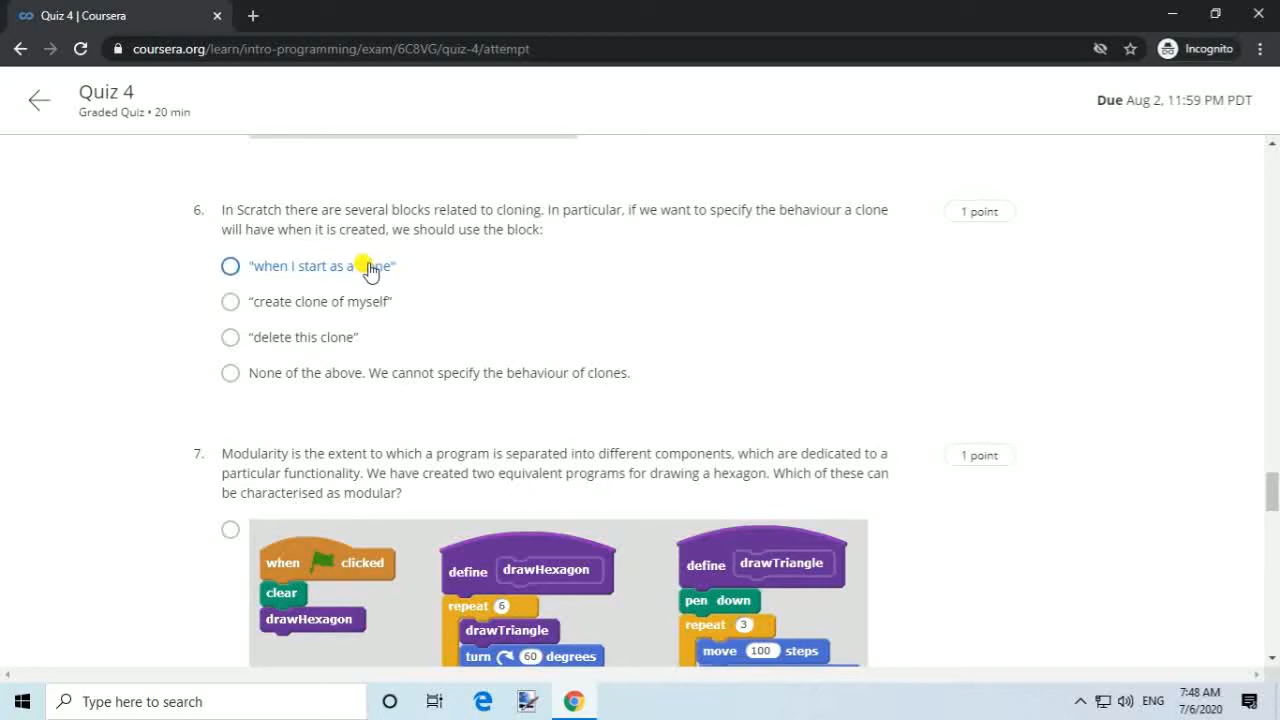 Quiz 4 | Coursera
coursera.org/learn/intro-programming/exam/6C8VG/quiz-4/attempt
Incognito
Quiz 4
Graded Quiz • 20 min
Due Aug 2, 11:59 PM PDT
6. In Scratch there are several blocks related to cloning. In particular, if we want to specify the behaviour a clone
will have when it is created, we should use the block:
1 point
"when I start as a ne"
“create clone of myself”
“delete this clone”
None of the above. We cannot specify the behaviour of clones.
7. Modularity is the extent to which a program is separated into different components, which are dedicated to a
particular functionality. We have created two equivalent programs for drawing a hexagon. Which of these can
be characterised as modular?
1 point
when clicked
clear
drawHexagon
define drawHexagon
repeat 6
drawTriangle
turn 60 degrees
define drawTriangle
pen down
repeat 3
move 100 steps
Type here to search
ENG
7:48 AM
7/6/2020